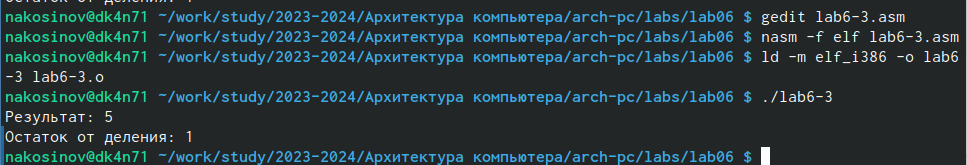 Остаток от деления: 1
nakosinov@dk4n71 ~/work/study/2023-2024/Архитектура компьютера/arch-pc/labs/lab06 $ gedit lab6-3.asm
nakosinov@dk4n71 ~/work/study/2023-2024/Архитектура компьютера/arch-pc/labs/lab06 $ nasm -f elf lab6-3.asm
nakosinov@dk4n71 ~/work/study/2023-2024/Архитектура компьютера/arch-pc/labs/lab06 $ ld -m elf_i386 -o lab6
-3 lab6-3.o
nakosinov@dk4n71 ~/work/study/2023-2024/Архитектура компьютера/arch-pc/labs/lab06 $ ./lab6-3
Результат: 5
Остаток от деления: 1
nakosinov@dk4n71 ~/work/study/2023-2024/Архитектура компьютера/arch-pc/labs/lab06 $